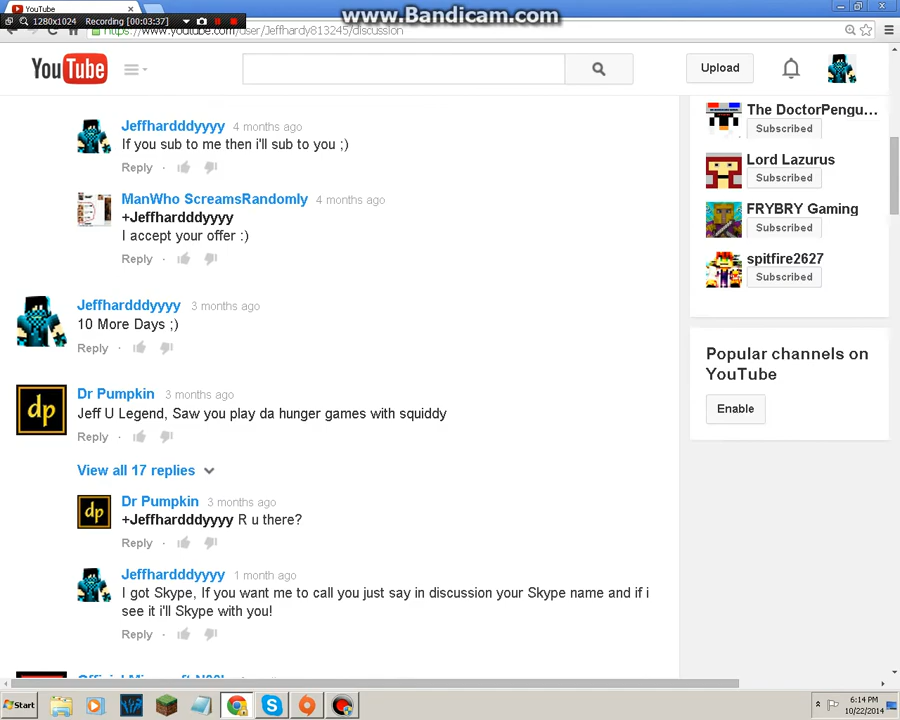 www.Bandicam.com
YouTube
1280x1024 Recording [00:03:37]
https://www.youtube.com/user/Jeffhardy813245/discussion
YouTube
Upload
Jeffhardddyyyy 4 months ago
If you sub to me then i'll sub to you ;)
Reply
ManWho ScreamsRandomly 4 months ago
+Jeffhardddyyyy
I accept your offer :)
Reply
Jeffhardddyyyy 3 months ago
10 More Days ;)
Reply
Dr Pumpkin 3 months ago
dp
Jeff U Legend, Saw you play da hunger games with squiddy
Reply
View all 17 replies
Dr Pumpkin 3 months ago
dp
+Jeffhardddyyyy R u there?
Reply
Jeffhardddyyyy 1 month ago
I got Skype, If you want me to call you just say in discussion your Skype name and if i
see it i'll Skype with you!
Reply
The DoctorPengu...
Subscribed
Lord Lazurus
Subscribed
FRYBRY Gaming
Subscribed
spitfire2627
Subscribed
Popular channels on
YouTube
Enable
Start
6:14 PM
10/22/2014